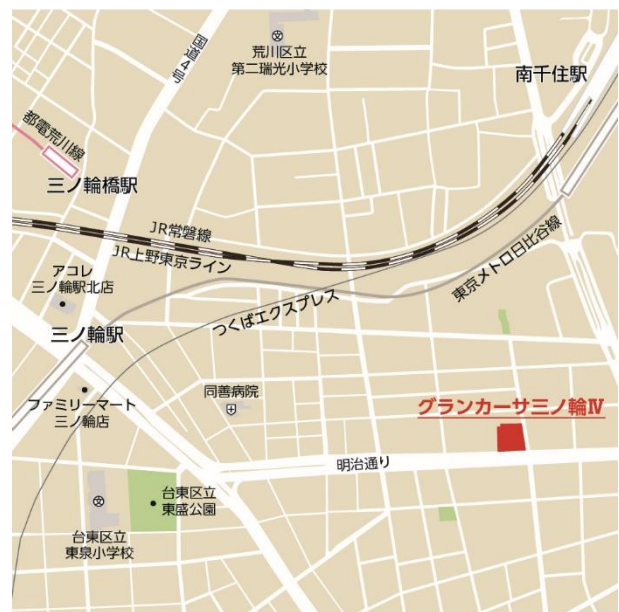 荒川区立
第二瑞光小学校
国道4号
南千住駅
都電荒川線
三ノ輪橋駅
JR常磐線
JR上野東京ライン
アコレ
三ノ輪駅北店
東京メトロ日比谷線
つくばエクスプレス
三ノ輪駅
ファミリーマート
三ノ輪店
同善病院
グランカーサ三ノ輪Ⅳ
明治通り
台東区立
東盛公園
台東区立
東泉小学校